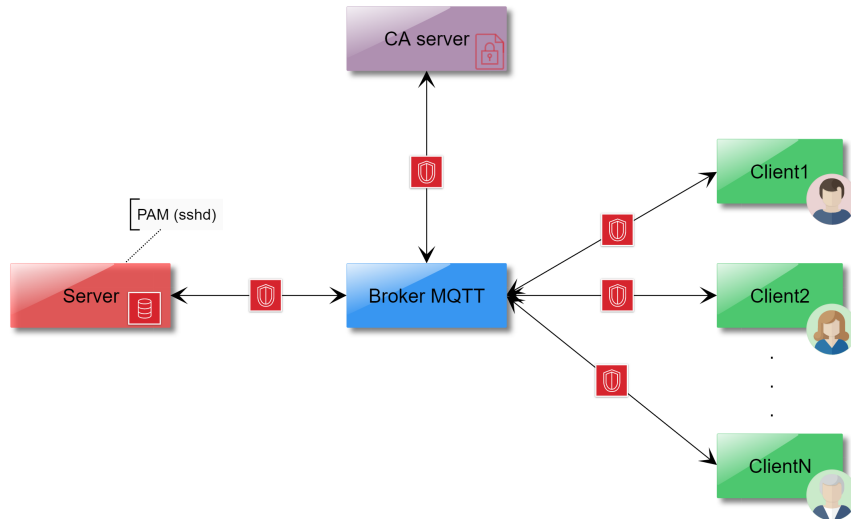 CA server
Client1
PAM (sshd)
Server
Broker MQTT
Client2
.
.
.
ClientN